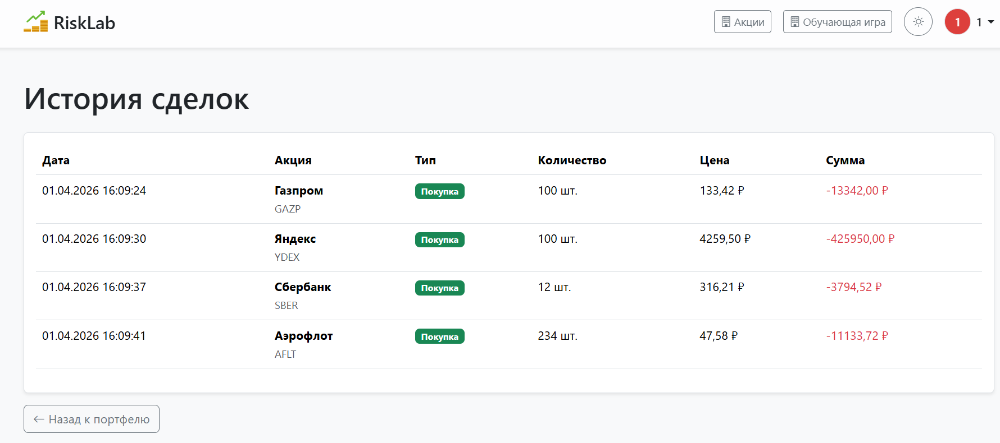 RiskLab
Акции
Обучающая игра
1
1
История сделок
Дата Акция Тип Количество Цена Сумма
01.04.2026 16:09:24 Газпром Покупка 100 шт. 133,42 ₽ -13342,00 ₽
GAZP
01.04.2026 16:09:30 Яндекс Покупка 100 шт. 4259,50 ₽ -425950,00 ₽
YDEX
01.04.2026 16:09:37 Сбербанк Покупка 12 шт. 316,21 ₽ -3794,52 ₽
SBER
01.04.2026 16:09:41 Аэрофлот Покупка 234 шт. 47,58 ₽ -11133,72 ₽
AFLT
← Назад к портфелю